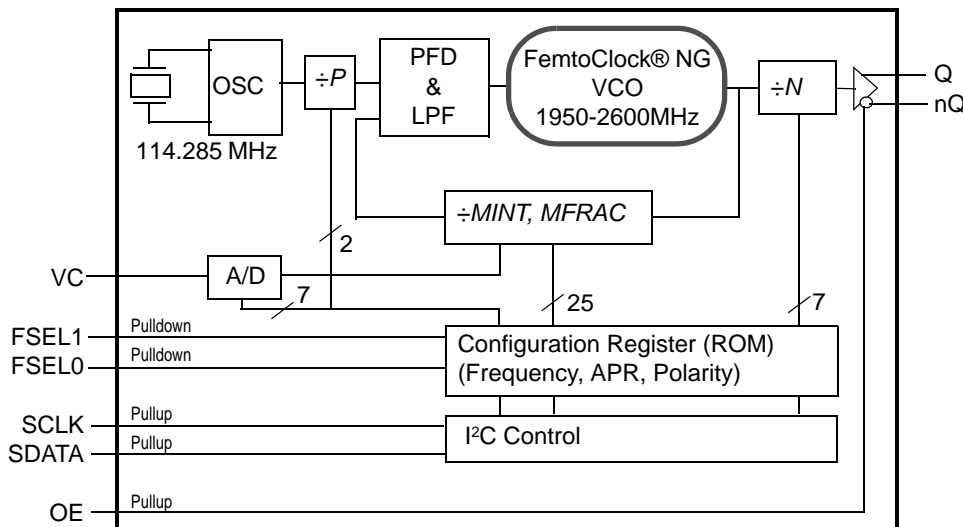 OSC
114.285 MHz
÷P
PFD
&
LPF
FemtoClock® NG
VCO
1950-2600MHz
÷N
Q
nQ
÷MINT, MFRAC
2
VC
A/D
7
25
7
FSEL1
Pulldown
FSEL0
Pulldown
Configuration Register (ROM)
(Frequency, APR, Polarity)
SCLK
Pullup
SDATA
Pullup
I²C Control
OE
Pullup